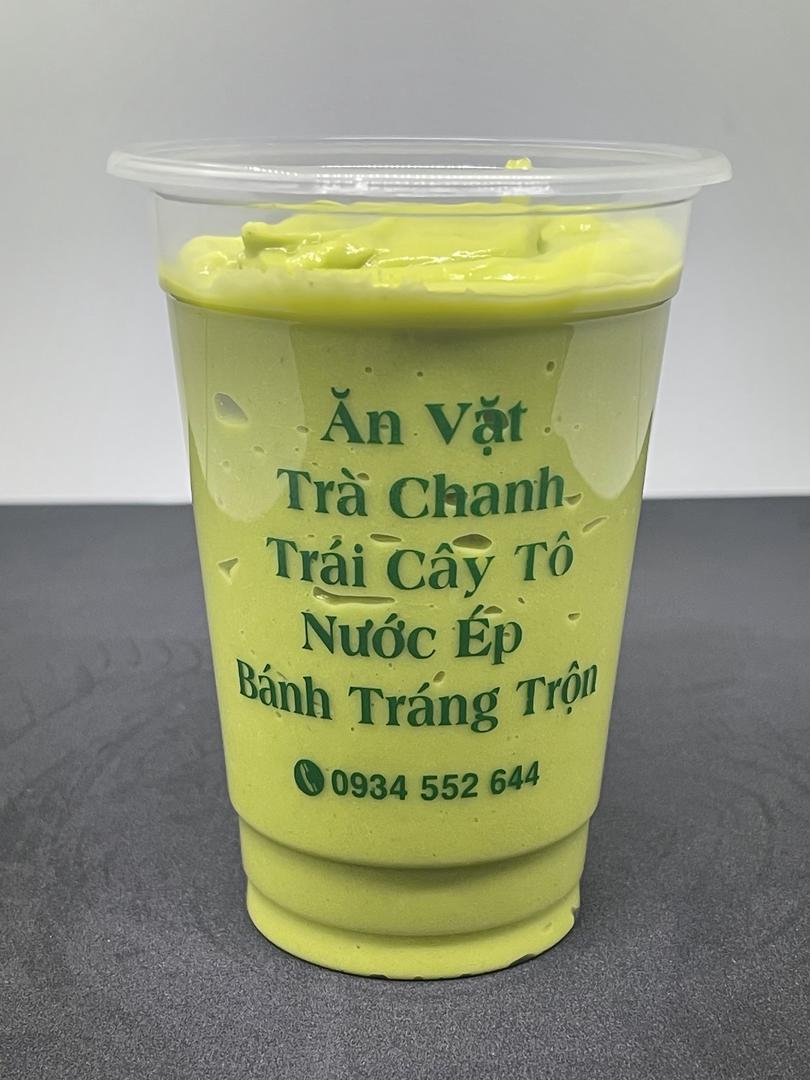 Ăn Vặt
Trà Chanh
Trái Cây Tô
Nước Ép
Bánh Tráng Trộn
0934 552 644